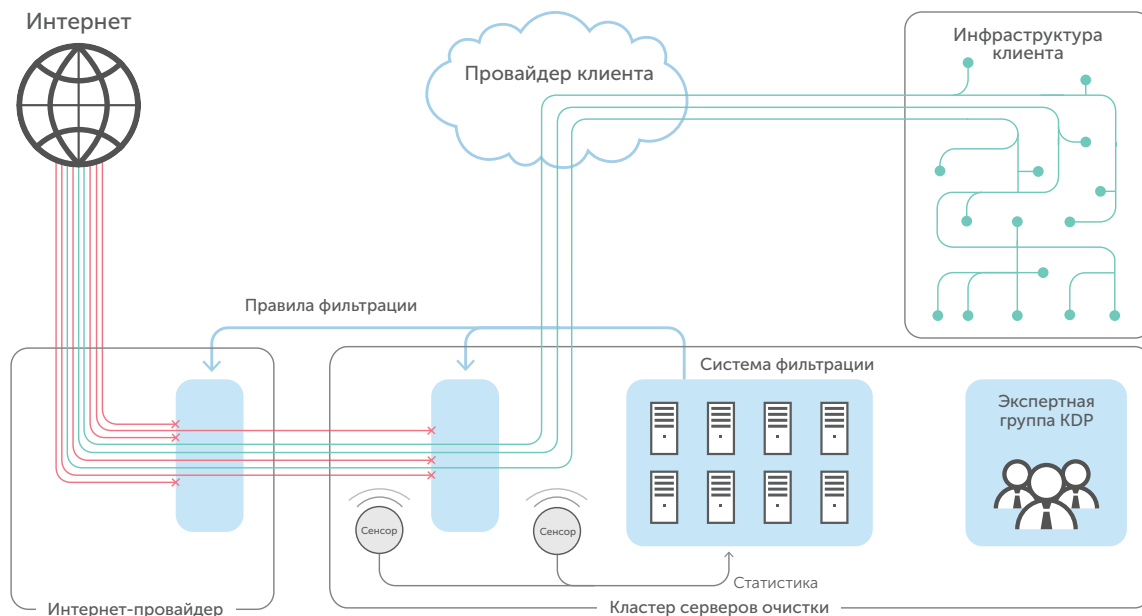 Интернет
Провайдер клиента
Инфраструктура
клиента
Правила фильтрации
Система фильтрации
Экспертная
группа KDP
Сенсор
Сенсор
Статистика
Интернет-провайдер
Кластер серверов очистки